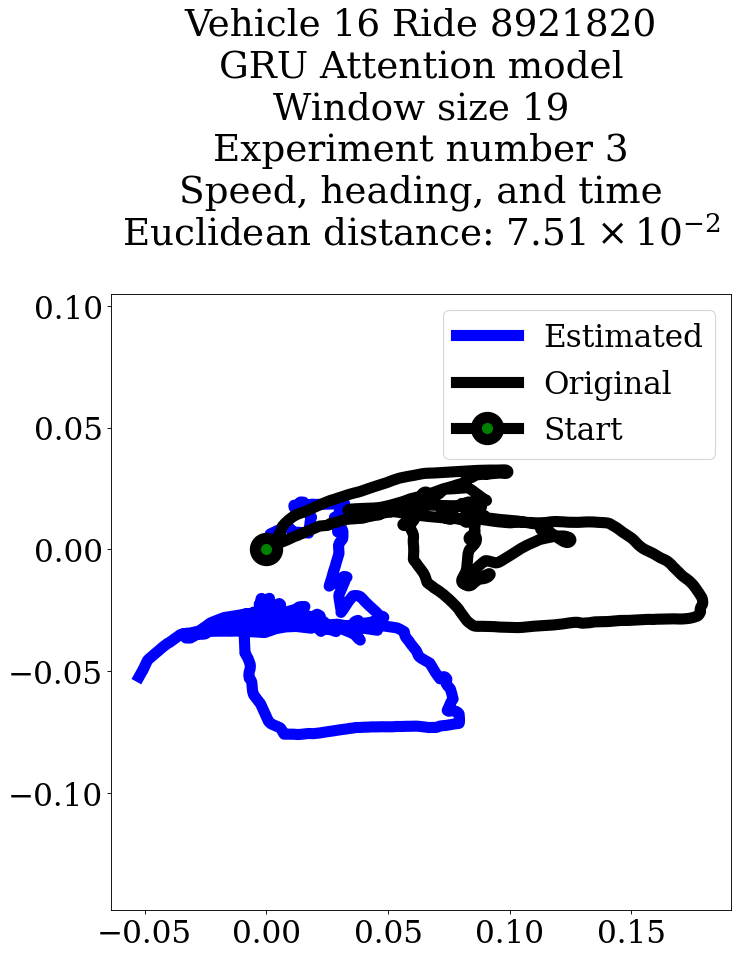 Vehicle 16 Ride 8921820
GRU Attention model
Window size 19
Experiment number 3
Speed, heading, and time
Euclidean distance: 7.51 × 10⁻²
0.10
0.05
0.00
−0.05
−0.10
Estimated
Original
Start
−0.05 0.00 0.05 0.10 0.15